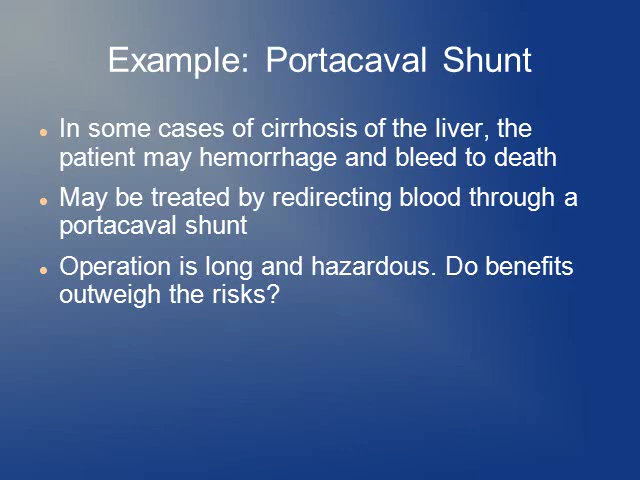 Example: Portacaval Shunt
In some cases of cirrhosis of the liver, the
patient may hemorrhage and bleed to death
May be treated by redirecting blood through a
portacaval shunt
Operation is long and hazardous. Do benefits
outweigh the risks?